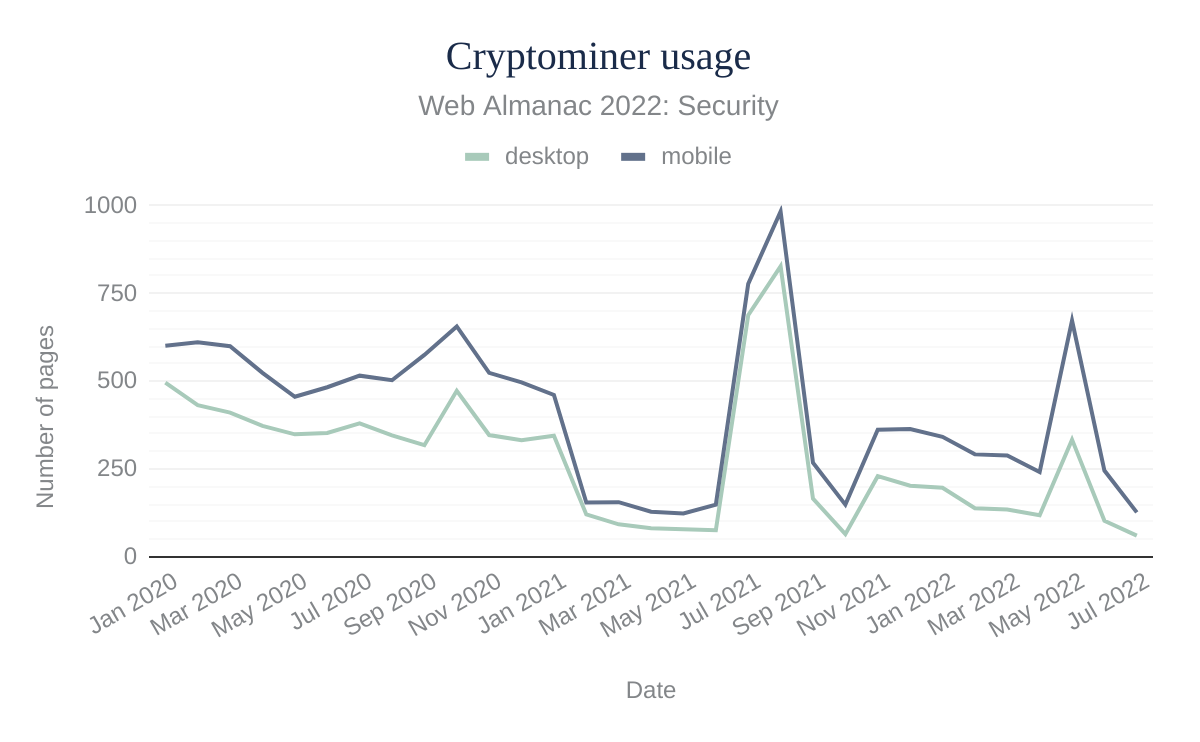 Cryptominer usage
Web Almanac 2022: Security
desktop mobile
1000
750
500
250
0
Number of pages
Jan 2020 Mar 2020 May 2020 Jul 2020 Sep 2020 Nov 2020 Jan 2021 Mar 2021 May 2021 Jul 2021 Sep 2021 Nov 2021 Jan 2022 Mar 2022 May 2022 Jul 2022
Date